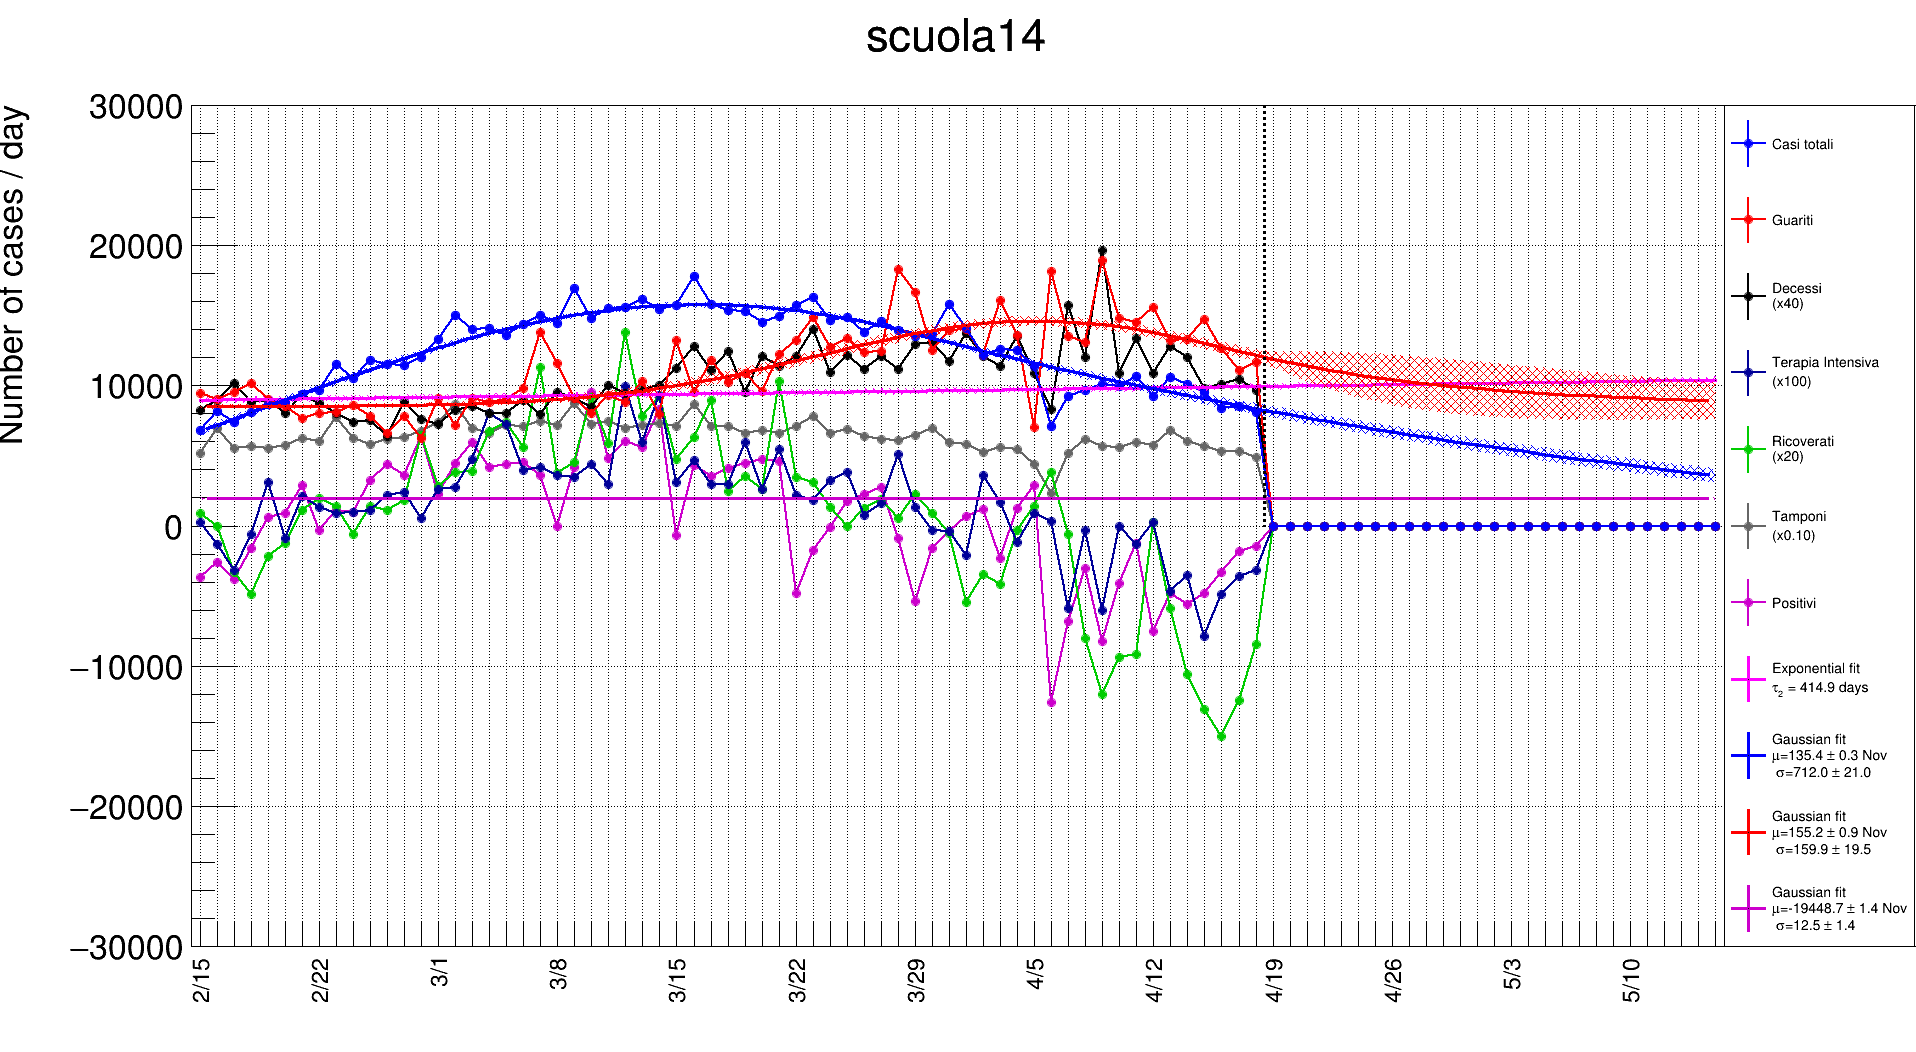 scuola14
Number of cases / day
30000
20000
10000
0
−10000
−20000
−30000
2/15
2/22
3/1
3/8
3/15
3/22
3/29
4/5
4/12
4/19
4/26
5/3
5/10
Casi totali
Guariti
Decessi
(x40)
Terapia Intensiva
(x100)
Ricoverati
(x20)
Tamponi
(x0.10)
Positivi
Exponential fit
τ2 = 414.9 days
Gaussian fit
μ=135.4 ± 0.3 Nov
σ=712.0 ± 21.0
Gaussian fit
μ=155.2 ± 0.9 Nov
σ=159.9 ± 19.5
Gaussian fit
μ=-19448.7 ± 1.4 Nov
σ=12.5 ± 1.4